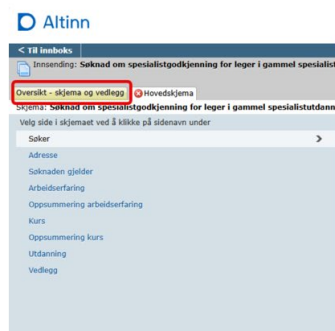 Altinn
< Til innboks
Innsending: Søknad om spesialistgodkjenning for leger i gammel spesialist
Oversikt - skjema og vedlegg Hovedskjema
Skjema: Søknad om spesialistgodkjenning for leger i gammel spesialistutdann
Velg side i skjemaet ved å klikke på sidenavn under
Søker >
Adresse
Søknaden gjelder
Arbeidserfaring
Oppsummering arbeidserfaring
Kurs
Oppsummering kurs
Utdanning
Vedlegg